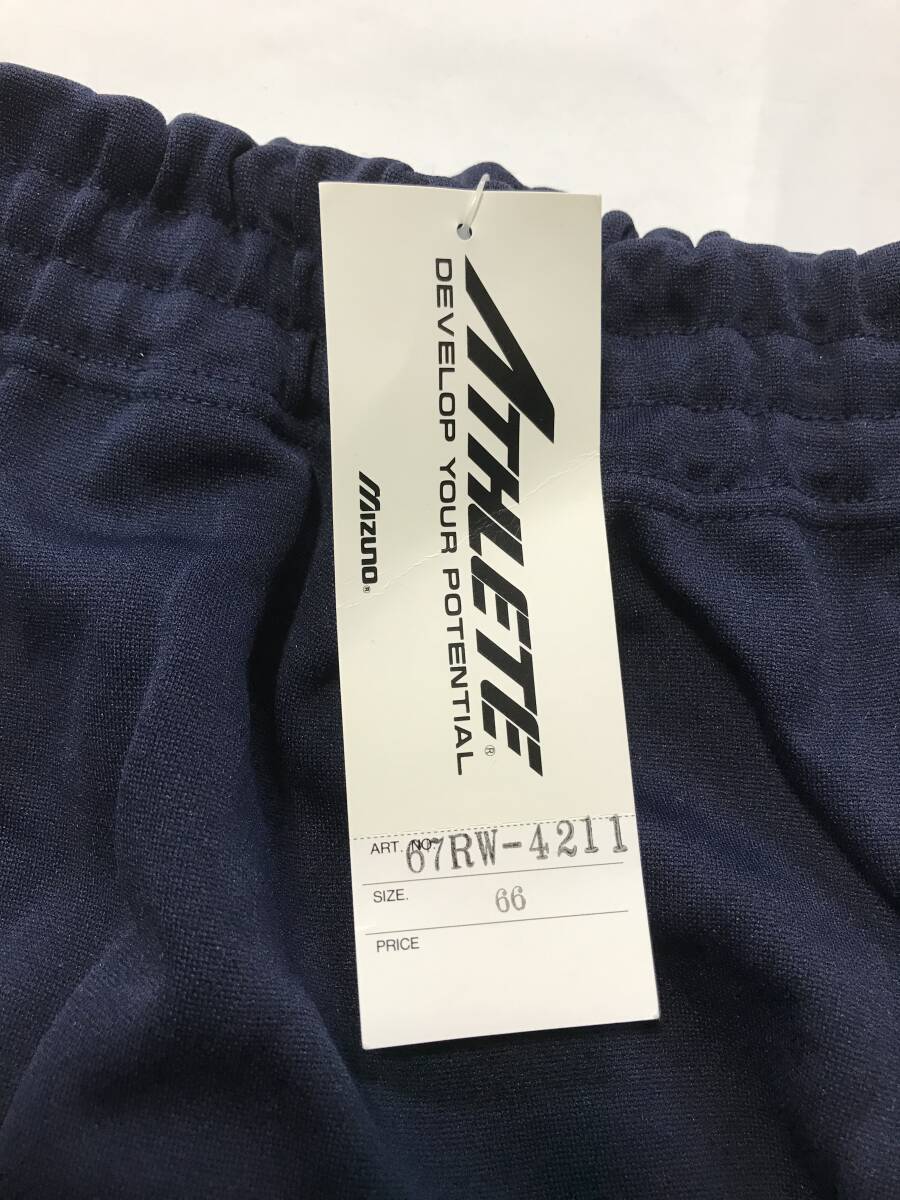 ATHLETE®
DEVELOP YOUR POTENTIAL
Mizuno®
ART. NO. 67RW-4211
SIZE. 66
PRICE